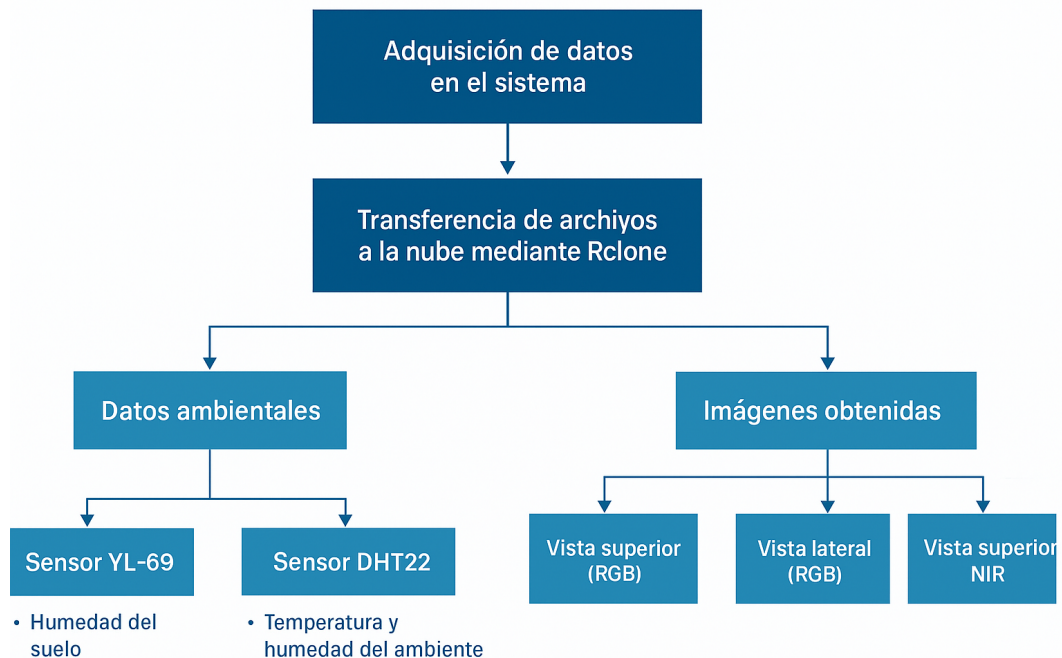 Adquisición de datos
en el sistema
Transferencia de archiyos
a la nube mediante Rclone
Datos ambientales
Imágenes obtenidas
Sensor YL-69
Sensor DHT22
Vista superior
(RGB)
Vista lateral
(RGB)
Vista superior
NIR
• Humedad del
suelo
• Temperatura y
humedad del ambiente